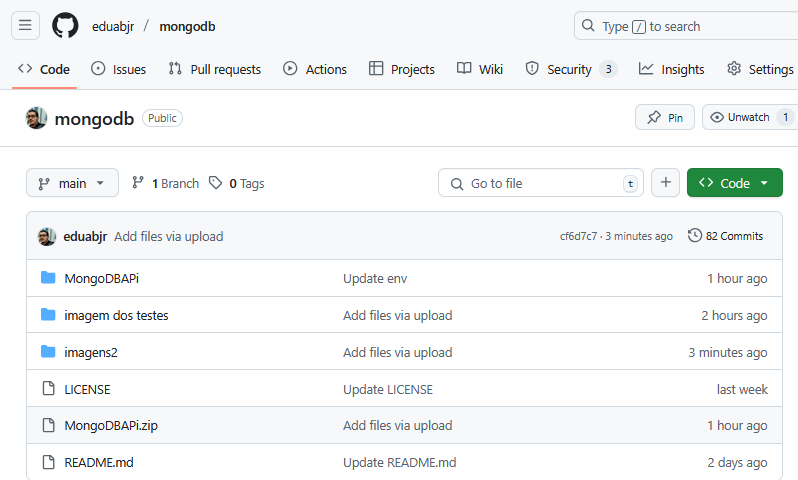 eduabjr / mongodb
Type / to search
Code Issues Pull requests Actions Projects Wiki Security 3 Insights Settings
mongodb Public
Pin Unwatch 1
main 1 Branch 0 Tags
Go to file t + Code
eduabjr Add files via upload cf6d7c7 · 3 minutes ago 82 Commits
MongoDBAPi Update env 1 hour ago
imagem dos testes Add files via upload 2 hours ago
imagens2 Add files via upload 3 minutes ago
LICENSE Update LICENSE last week
MongoDBAPi.zip Add files via upload 1 hour ago
README.md Update README.md 2 days ago